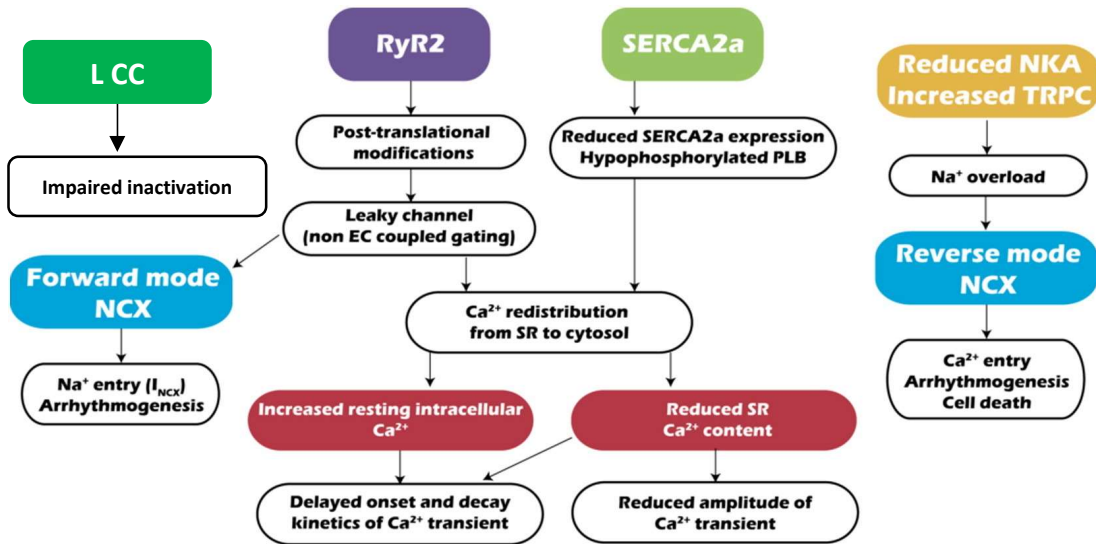 L CC
Impaired inactivation
RyR2
Post-translational
modifications
Leaky channel
(non EC coupled gating)
Forward mode
NCX
Na⁺ entry (I_NCX)
Arrhythmogenesis
SERCA2a
Reduced SERCA2a expression
Hypophosphorylated PLB
Ca²⁺ redistribution
from SR to cytosol
Increased resting intracellular
Ca²⁺
Reduced SR
Ca²⁺ content
Delayed onset and decay
kinetics of Ca²⁺ transient
Reduced amplitude of
Ca²⁺ transient
Reduced NKA
Increased TRPC
Na⁺ overload
Reverse mode
NCX
Ca²⁺ entry
Arrhythmogenesis
Cell death